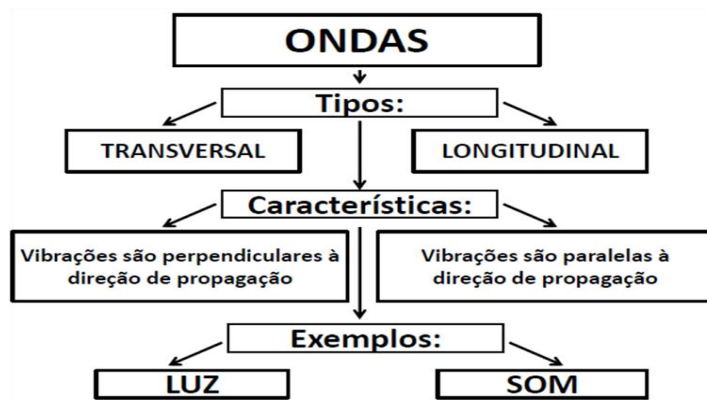 ONDAS
Tipos:
TRANSVERSAL
LONGITUDINAL
Características:
Vibrações são perpendiculares à
direção de propagação
Vibrações são paralelas à
direção de propagação
Exemplos:
LUZ
SOM